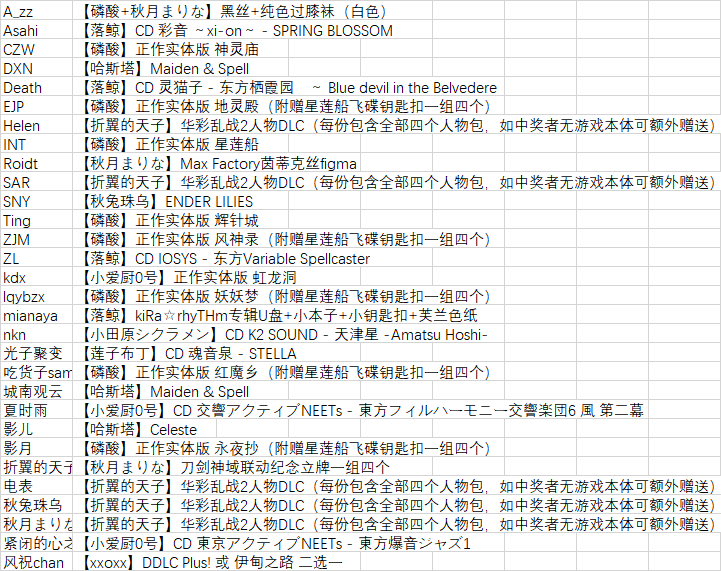 A_zz 【磷酸+秋月まりな】黑丝+纯色过膝袜（白色）
Asahi 【落鲸】CD 彩音 ～xi-on～ - SPRING BLOSSOM
CZW 【磷酸】正作实体版 神灵庙
DXN 【哈斯塔】Maiden & Spell
Death 【落鲸】CD 灵猫子 - 东方栖霞园　～ Blue devil in the Belvedere
EJP 【磷酸】正作实体版 地灵殿（附赠星莲船飞碟钥匙扣一组四个）
Helen 【折翼的天子】华彩乱战2人物DLC（每份包含全部四个人物包，如中奖者无游戏本体可额外赠送）
INT 【磷酸】正作实体版 星莲船
Roidt 【秋月まりな】Max Factory茵蒂克丝figma
SAR 【折翼的天子】华彩乱战2人物DLC（每份包含全部四个人物包，如中奖者无游戏本体可额外赠送）
SNY 【秋兔珠乌】ENDER LILIES
Ting 【磷酸】正作实体版 辉针城
ZJM 【磷酸】正作实体版 风神录（附赠星莲船飞碟钥匙扣一组四个）
ZL 【落鲸】CD IOSYS - 东方Variable Spellcaster
kdx 【小爱厨0号】正作实体版 虹龙洞
lqybzx 【磷酸】正作实体版 妖妖梦（附赠星莲船飞碟钥匙扣一组四个）
mianaya 【落鲸】kiRa☆rhyTHm专辑U盘+小本子+小钥匙扣+芙兰色纸
nkn 【小田原シクラメン】CD K2 SOUND - 天津星 -Amatsu Hoshi-
光子聚变 【莲子布丁】CD 魂音泉 - STELLA
吃货子sam 【磷酸】正作实体版 红魔乡（附赠星莲船飞碟钥匙扣一组四个）
城南观云 【哈斯塔】Maiden & Spell
夏时雨 【小爱厨0号】CD 交響アクティブNEETs - 東方フィルハーモニー交響楽団6 風 第二幕
影儿 【哈斯塔】Celeste
影月 【磷酸】正作实体版 永夜抄（附赠星莲船飞碟钥匙扣一组四个）
折翼的天子 【秋月まりな】刀剑神域联动纪念立牌一组四个
电表 【折翼的天子】华彩乱战2人物DLC（每份包含全部四个人物包，如中奖者无游戏本体可额外赠送）
秋兔珠乌 【折翼的天子】华彩乱战2人物DLC（每份包含全部四个人物包，如中奖者无游戏本体可额外赠送）
秋月まりな 【折翼的天子】华彩乱战2人物DLC（每份包含全部四个人物包，如中奖者无游戏本体可额外赠送）
紧闭的心之 【小爱厨0号】CD 東京アクティブNEETs - 東方爆音ジャズ1
风祝chan 【xxoxx】DDLC Plus! 或 伊甸之路 二选一